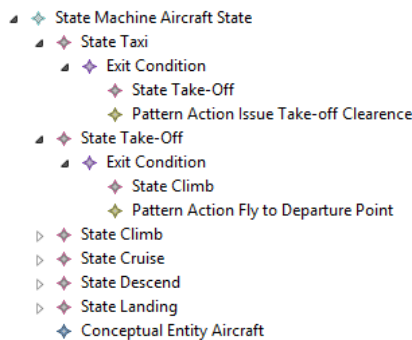 State Machine Aircraft State
State Taxi
Exit Condition
State Take-Off
Pattern Action Issue Take-off Clearence
State Take-Off
Exit Condition
State Climb
Pattern Action Fly to Departure Point
State Climb
State Cruise
State Descend
State Landing
Conceptual Entity Aircraft